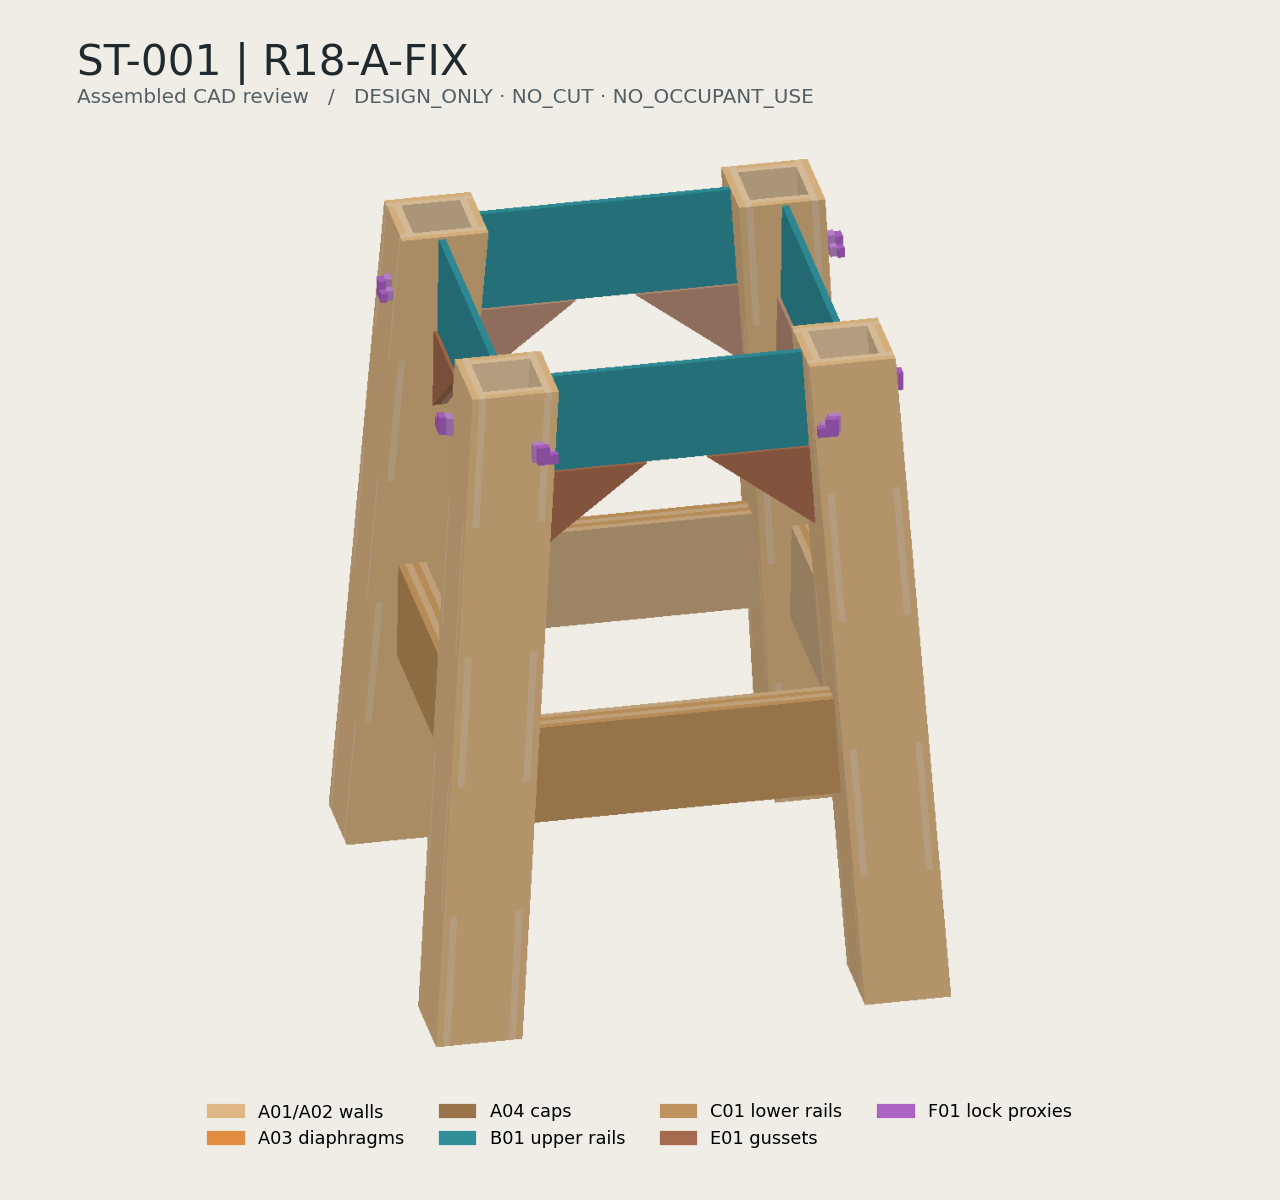 ST-001 | R18-A-FIX
Assembled CAD review / DESIGN_ONLY · NO_CUT · NO_OCCUPANT_USE
A01/A02 walls
A03 diaphragms
A04 caps
B01 upper rails
C01 lower rails
E01 gussets
F01 lock proxies